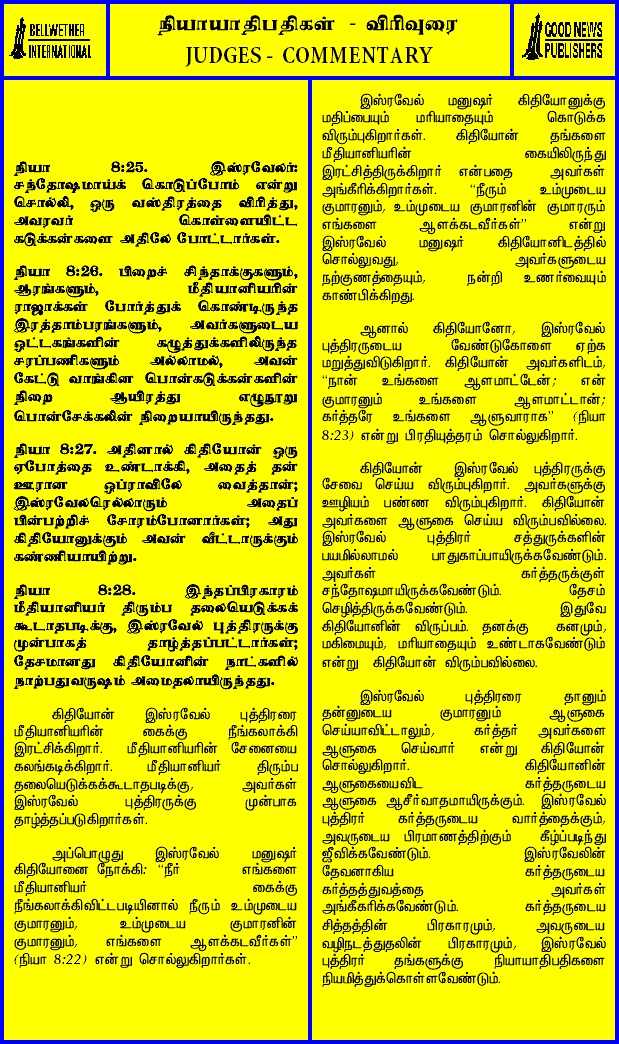 BELLWETHER
INTERNATIONAL
நியாயாதிபதிகள் - விரிவுரை
JUDGES - COMMENTARY
GOOD NEWS
PUBLISHERS
நியா 8:25. இஸ்ரவேலர்:
சந்தோஷமாய்க் கொடுப்போம் என்று
சொல்லி, ஒரு வஸ்திரத்தை விரித்து,
அவரவர் கொள்ளையிட்ட
கடுக்கன்களை அதிலே போட்டார்கள்.
நியா 8:26. பிறைச் சிந்தாக்குகளும்,
ஆரங்களும், மீதியானியரின்
ராஜாக்கள் போர்த்துக் கொண்டிருந்த
இரத்தாம்பரங்களும், அவர்களுடைய
ஒட்டகங்களின் கழுத்துக்களிலிருந்த
சரப்பணிகளும் அல்லாமல், அவன்
கேட்டு வாங்கின பொன்கடுக்கன்களின்
நிறை ஆயிரத்து எழுநூறு
பொன்சேக்கலின் நிறையாயிருந்தது.
நியா 8:27. அதினால் கிதியோன் ஒரு
ஏபோத்தை உண்டாக்கி, அதைத் தன்
ஊரான ஒப்ராவிலே வைத்தான்;
இஸ்ரவேலரெல்லாரும் அதைப்
பின்பற்றிச் சோரம்போனார்கள்; அது
கிதியோனுக்கும் அவன் வீட்டாருக்கும்
கண்ணியாயிற்று.
நியா 8:28. இந்தப்பிரகாரம்
மீதியானியர் திரும்ப தலையெடுக்கக்
கூடாதபடிக்கு, இஸ்ரவேல் புத்திரருக்கு
முன்பாகத் தாழ்த்தப்பட்டார்கள்;
தேசமானது கிதியோனின் நாட்களில்
நாற்பதுவருஷம் அமைதலாயிருந்தது.
கிதியோன் இஸ்ரவேல் புத்திரரை
மீதியானியரின் கைக்கு நீங்கலாக்கி
இரட்சிக்கிறார். மீதியானியரின் சேனையை
கலங்கடிக்கிறார். மீதியானியர் திரும்ப
தலையெடுக்கக்கூடாதபடிக்கு, அவர்கள்
இஸ்ரவேல் புத்திரருக்கு முன்பாக
தாழ்த்தப்படுகிறார்கள்.
அப்பொழுது இஸ்ரவேல் மனுஷர்
கிதியோனை நோக்கி: “நீர் எங்களை
மீதியானியர் கைக்கு
நீங்கலாக்கிவிட்டபடியினால் நீரும் உம்முடைய
குமாரனும், உம்முடைய குமாரனின்
குமாரனும், எங்களை ஆளக்கடவீர்கள்”
(நியா 8:22) என்று சொல்லுகிறார்கள்.
இஸ்ரவேல் மனுஷர் கிதியோனுக்கு
மதிப்பையும் மரியாதையும் கொடுக்க
விரும்புகிறார்கள். கிதியோன் தங்களை
மீதியானியரின் கையிலிருந்து
இரட்சித்திருக்கிறார் என்பதை அவர்கள்
அங்கீரிக்கிறார்கள். “நீரும் உம்முடைய
குமாரனும், உம்முடைய குமாரனின் குமாரரும்
எங்களை ஆளக்கடவீர்கள்” என்று
இஸ்ரவேல் மனுஷர் கிதியோனிடத்தில்
சொல்லுவது, அவர்களுடைய
நற்குணத்தையும், நன்றி உணர்வையும்
காண்பிக்கிறது.
ஆனால் கிதியோனோ, இஸ்ரவேல்
புத்திரருடைய வேண்டுகோளை ஏற்க
மறுத்துவிடுகிறார். கிதியோன் அவர்களிடம்,
“நான் உங்களை ஆளமாட்டேன்; என்
குமாரனும் உங்களை ஆளமாட்டான்;
கர்த்தரே உங்களை ஆளுவாராக” (நியா
8:23) என்று பிரதியுத்தரம் சொல்லுகிறார்.
கிதியோன் இஸ்ரவேல் புத்திரருக்கு
சேவை செய்ய விரும்புகிறார். அவர்களுக்கு
ஊழியம் பண்ண விரும்புகிறார். கிதியோன்
அவர்களை ஆளுகை செய்ய விரும்பவில்லை.
இஸ்ரவேல் புத்திரர் சத்துருக்களின்
பயமில்லாமல் பாதுகாப்பாயிருக்கவேண்டும்.
அவர்கள் கர்த்தருக்குள்
சந்தோஷமாயிருக்கவேண்டும். தேசம்
செழித்திருக்கவேண்டும். இதுவே
கிதியோனின் விருப்பம். தனக்கு கனமும்,
மகிமையும், மரியாதையும் உண்டாகவேண்டும்
என்று கிதியோன் விரும்பவில்லை.
இஸ்ரவேல் புத்திரரை தானும்
தன்னுடைய குமாரனும் ஆளுகை
செய்யாவிட்டாலும், கர்த்தர் அவர்களை
ஆளுகை செய்வார் என்று கிதியோன்
சொல்லுகிறார். கிதியோனின்
ஆளுகையைவிட கர்த்தருடைய
ஆளுகை ஆசீர்வாதமாயிருக்கும். இஸ்ரவேல்
புத்திரர் கர்த்தருடைய வார்த்தைக்கும்,
அவருடைய பிரமாணத்திற்கும் கீழ்ப்படிந்து
ஜீவிக்கவேண்டும். இஸ்ரவேலின்
தேவனாகிய கர்த்தருடைய
கர்த்தத்துவத்தை அவர்கள்
அங்கீகரிக்கவேண்டும். கர்த்தருடைய
சித்தத்தின் பிரகாரமும், அவருடைய
வழிநடத்துதலின் பிரகாரமும், இஸ்ரவேல்
புத்திரர் தங்களுக்கு நியாயாதிபதிகளை
நியமித்துக்கொள்ளவேண்டும்.